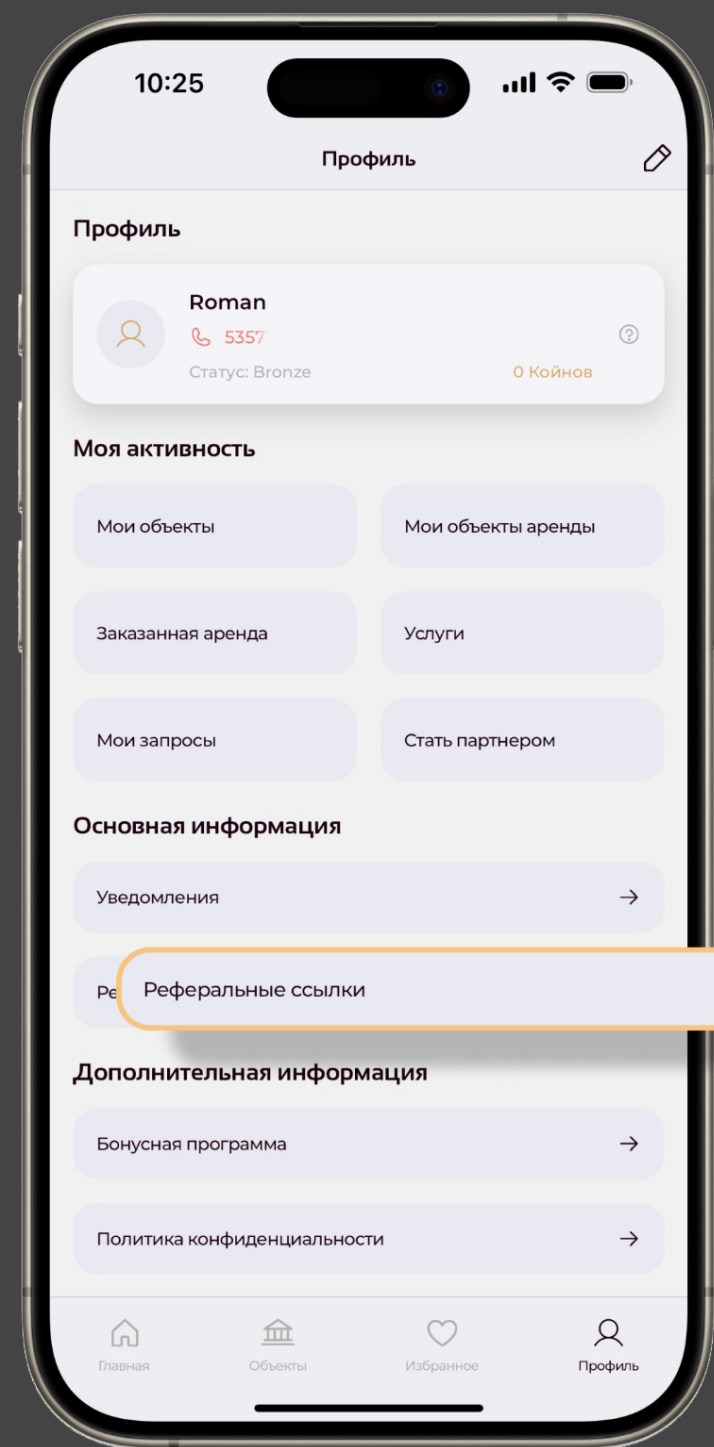 10:25
Профиль
Профиль
Roman
5357
Статус: Bronze
0 Койнов
Моя активность
Мои объекты
Мои объекты аренды
Заказанная аренда
Услуги
Мои запросы
Стать партнером
Основная информация
Уведомления
Ре
Реферальные ссылки
Дополнительная информация
Бонусная программа
Политика конфиденциальности
Главная
Объекты
Избранное
Профиль